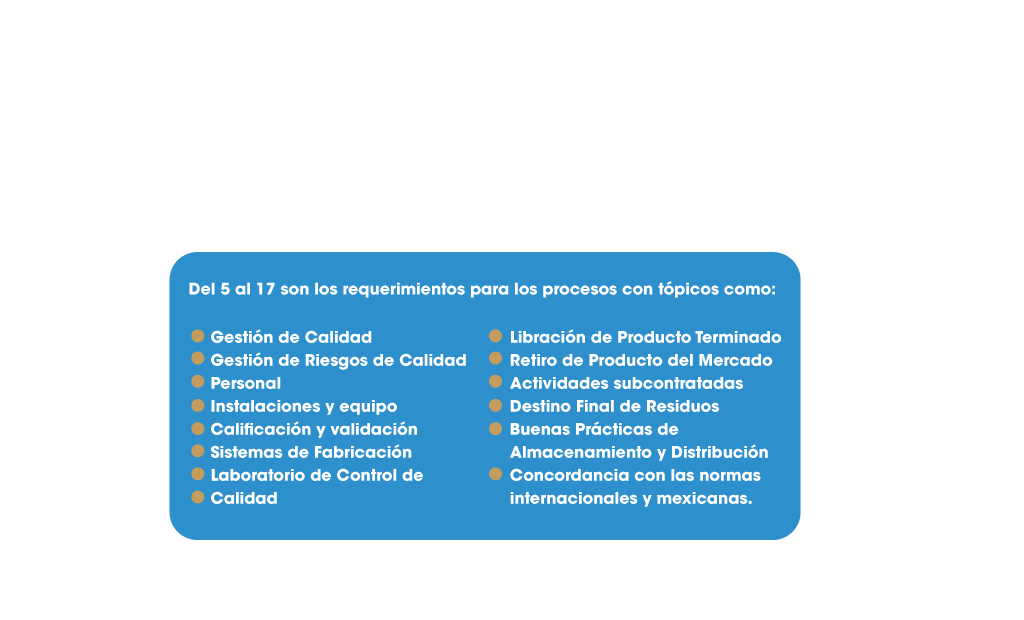 Del 5 al 17 son los requerimientos para los procesos con tópicos como:
Gestión de Calidad
Gestión de Riesgos de Calidad
Personal
Instalaciones y equipo
Calificación y validación
Sistemas de Fabricación
Laboratorio de Control de
Calidad
Libración de Producto Terminado
Retiro de Producto del Mercado
Actividades subcontratadas
Destino Final de Residuos
Buenas Prácticas de
Almacenamiento y Distribución
Concordancia con las normas
internacionales y mexicanas.